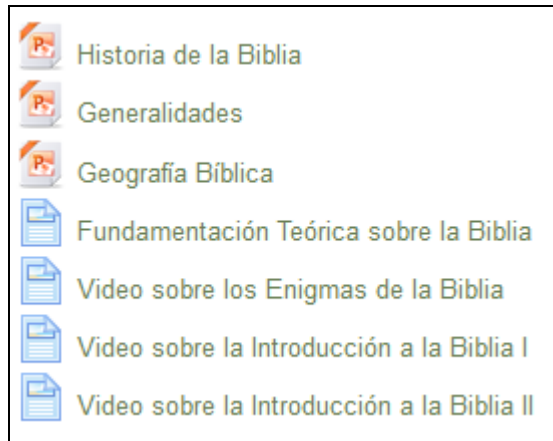 Historia de la Biblia
Generalidades
Geografía Bíblica
Fundamentación Teórica sobre la Biblia
Video sobre los Enigmas de la Biblia
Video sobre la Introducción a la Biblia I
Video sobre la Introducción a la Biblia II